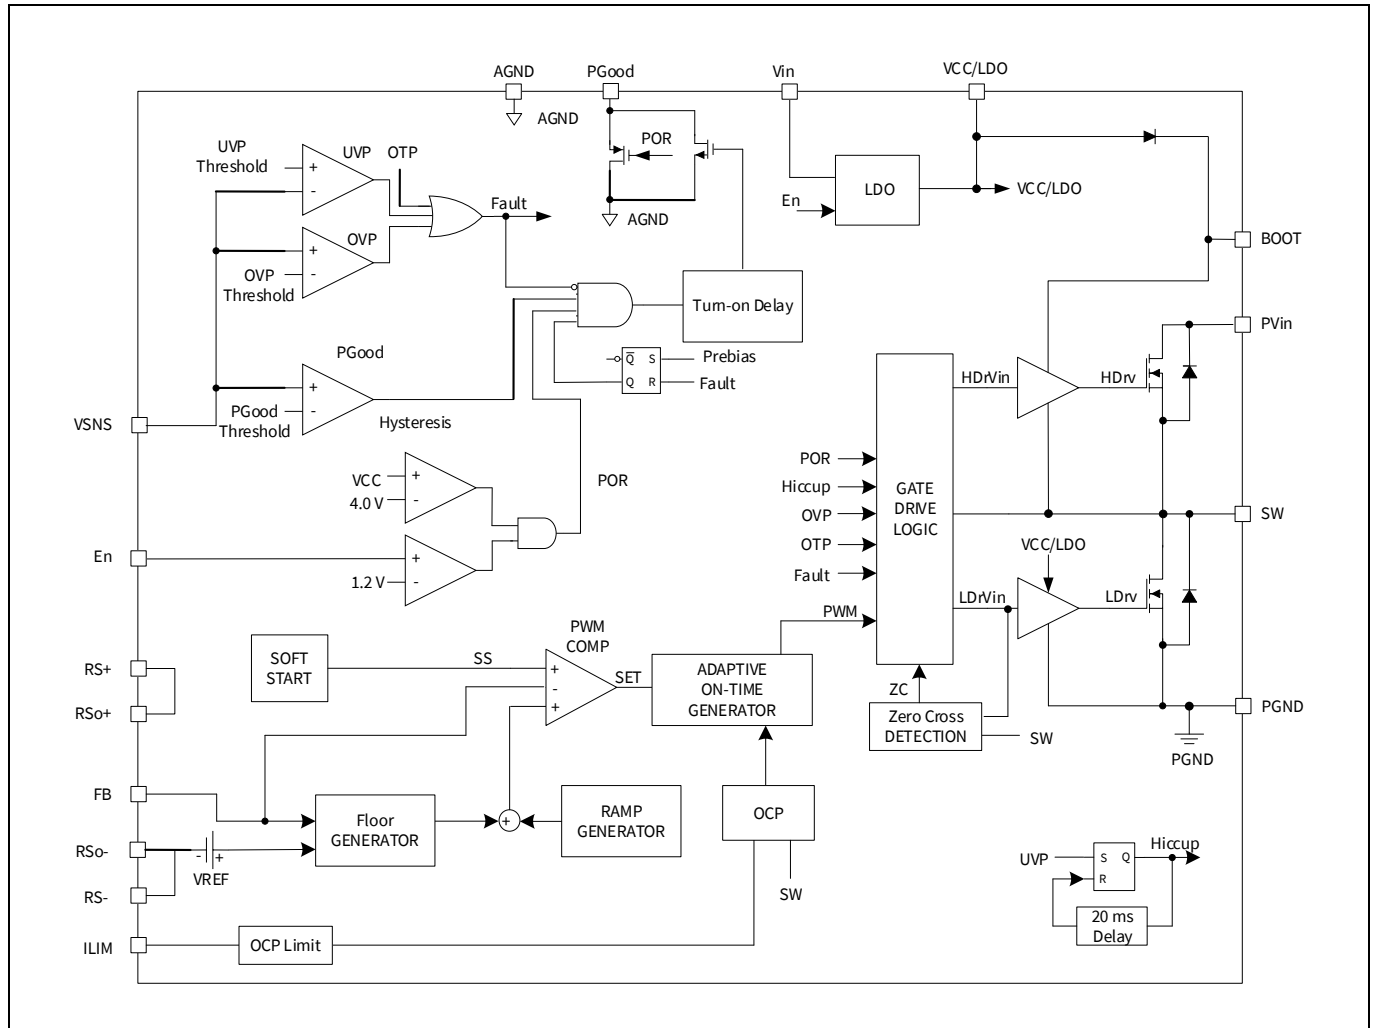 AGND
PGood
Vin
VCC/LDO
AGND
UVP
Threshold
+
-
UVP
OTP
POR
LDO
En
VCC/LDO
Fault
AGND
BOOT
OVP
+
-
OVP
Threshold
Turn-on Delay
PVin
PGood
Q
S
Q
R
Prebias
Fault
+
-
PGood
Threshold
Hysteresis
HDrVin
HDrv
VSNS
VCC
4.0 V
+
-
POR
POR
Hiccup
OVP
OTP
Fault
PWM
GATE
DRIVE
LOGIC
SW
En
1.2 V
+
-
VCC/LDO
LDrVin
LDrv
SOFT
START
SS
PWM
COMP
+
-
+
SET
ADAPTIVE
ON-TIME
GENERATOR
ZC
Zero Cross
DETECTION
SW
RS+
RSo+
PGND
PGND
FB
Floor
GENERATOR
+
RAMP
GENERATOR
OCP
SW
RSo-
- +
VREF
RS-
UVP
S
Q
R
Hiccup
20 ms
Delay
ILIM
OCP Limit